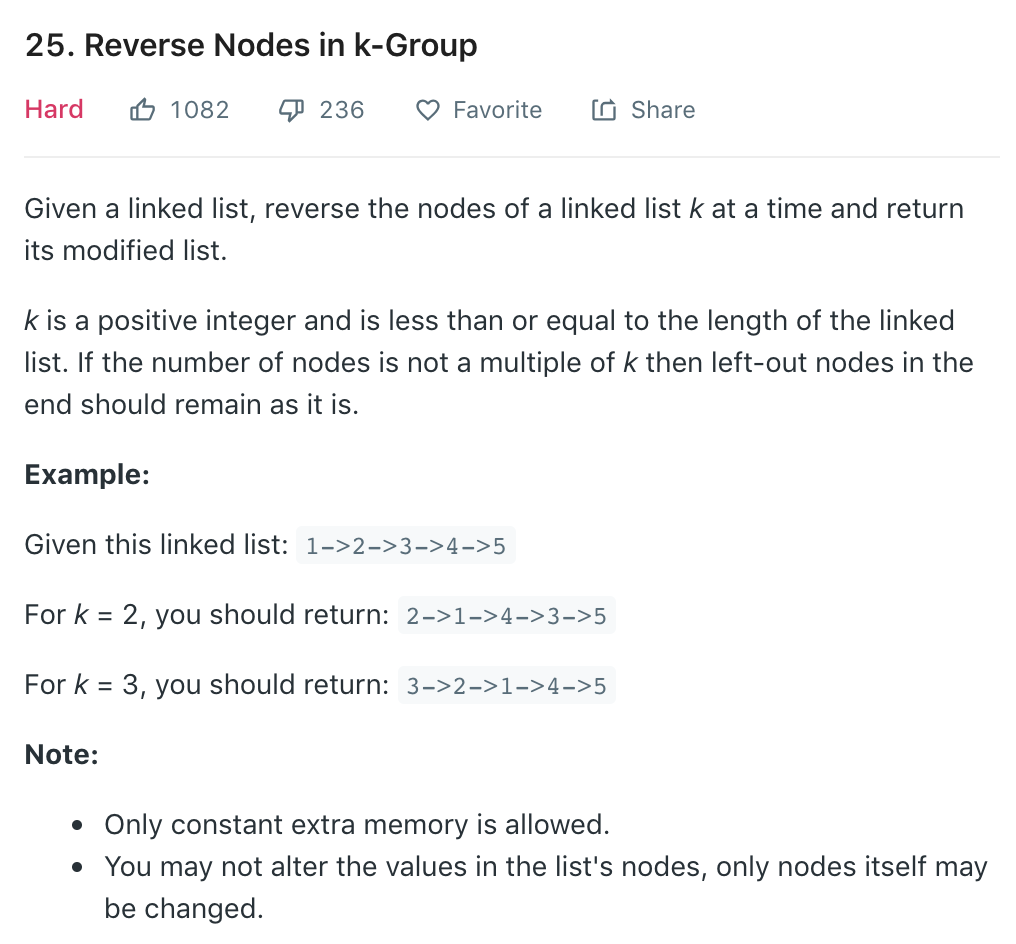 25. Reverse Nodes in k-Group
Hard 1082 236 Favorite Share
Given a linked list, reverse the nodes of a linked list k at a time and return
its modified list.
k is a positive integer and is less than or equal to the length of the linked
list. If the number of nodes is not a multiple of k then left-out nodes in the
end should remain as it is.
Example:
Given this linked list: 1->2->3->4->5
For k = 2, you should return: 2->1->4->3->5
For k = 3, you should return: 3->2->1->4->5
Note:
• Only constant extra memory is allowed.
• You may not alter the values in the list's nodes, only nodes itself may
be changed.